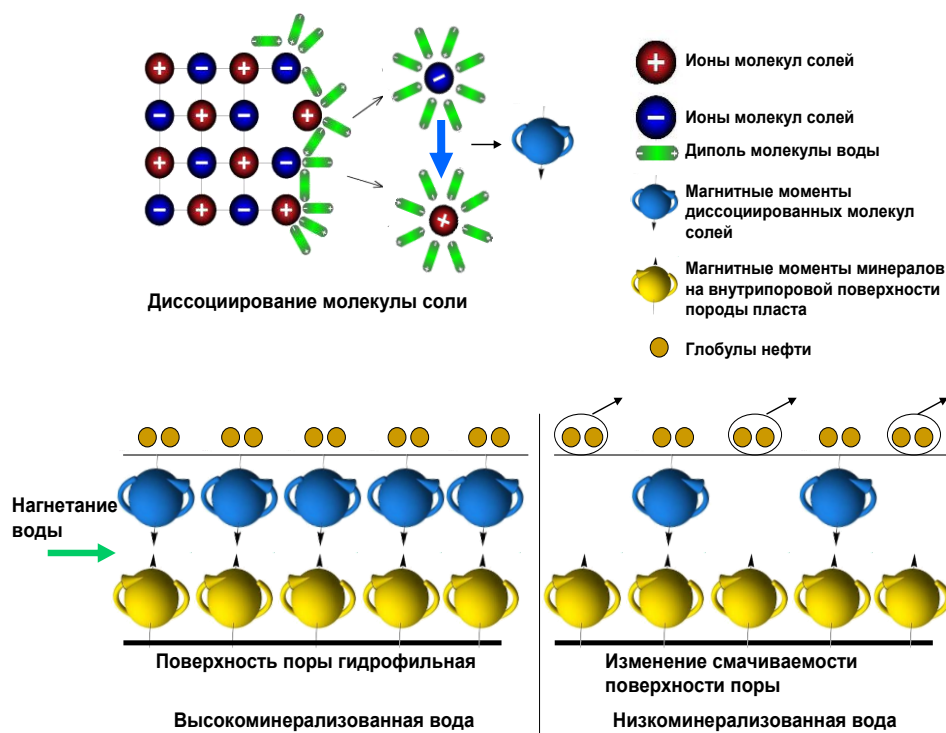 Ионы молекул солей
Ионы молекул солей
Диполь молекулы воды
Магнитные моменты
диссоциированных молекул
солей
Магнитные моменты минералов
на внутрипоровой поверхности
породы пласта
Глобулы нефти
Диссоциирование молекулы соли
Нагнетание
воды
Поверхность поры гидрофильная
Высокоминерализованная вода
Изменение смачиваемости
поверхности поры
Низкоминерализованная вода